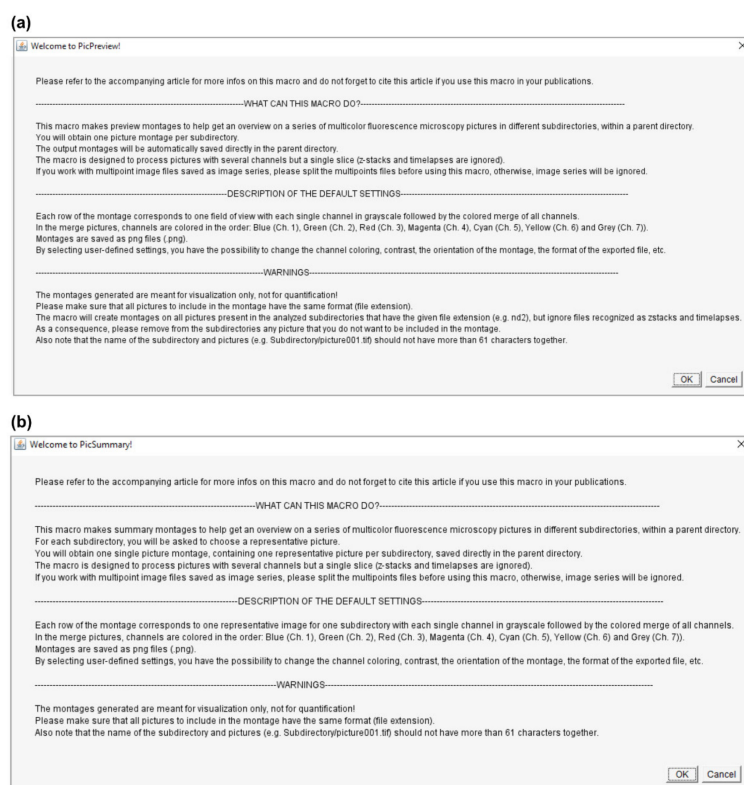 (a)
Welcome to PicPreview!
Please refer to the accompanying article for more infos on this macro and do not forget to cite this article if you use this macro in your publications.
--------------------------------------------------------------------------WHAT CAN THIS MACRO DO?--------------------------------------------------------------------------
This macro makes preview montages to help get an overview on a series of multicolor fluorescence microscopy pictures in different subdirectories, within a parent directory.
You will obtain one picture montage per subdirectory.
The output montages will be automatically saved directly in the parent directory.
The macro is designed to process pictures with several channels but a single slice (z-stacks and timelapses are ignored).
If you work with multipoint image files saved as image series, please split the multipoints files before using this macro, otherwise, image series will be ignored.
--------------------------------------------------------------------DESCRIPTION OF THE DEFAULT SETTINGS--------------------------------------------------------------------
Each row of the montage corresponds to one field of view with each single channel in grayscale followed by the colored merge of all channels.
In the merge pictures, channels are colored in the order: Blue (Ch. 1), Green (Ch. 2), Red (Ch. 3), Magenta (Ch. 4), Cyan (Ch. 5), Yellow (Ch. 6) and Grey (Ch. 7)).
Montages are saved as png files (.png).
By selecting user-defined settings, you have the possibility to change the channel coloring, contrast, the orientation of the montage, the format of the exported file, etc.
---------------------------------------------------------------------------------WARNINGS---------------------------------------------------------------------------------
The montages generated are meant for visualization only, not for quantification!
Please make sure that all pictures to include in the montage have the same format (file extension).
The macro will create montages on all pictures present in the analyzed subdirectories that have the given file extension (e.g. nd2), but ignore files recognized as zstacks and timelapses.
As a consequence, please remove from the subdirectories any picture that you do not want to be included in the montage.
Also note that the name of the subdirectory and pictures (e.g. Subdirectory/picture001.tif) should not have more than 61 characters together.
OK Cancel
(b)
Welcome to PicSummary!
Please refer to the accompanying article for more infos on this macro and do not forget to cite this article if you use this macro in your publications.
--------------------------------------------------------------------------WHAT CAN THIS MACRO DO?--------------------------------------------------------------------------
This macro makes summary montages to help get an overview on a series of multicolor fluorescence microscopy pictures in different subdirectories, within a parent directory.
For each subdirectory, you will be asked to choose a representative picture.
You will obtain one single picture montage, containing one representative picture per subdirectory, saved directly in the parent directory.
The macro is designed to process pictures with several channels but a single slice (z-stacks and timelapses are ignored).
If you work with multipoint image files saved as image series, please split the multipoints files before using this macro, otherwise, image series will be ignored.
--------------------------------------------------------------------DESCRIPTION OF THE DEFAULT SETTINGS--------------------------------------------------------------------
Each row of the montage corresponds to one representative image for one subdirectory with each single channel in grayscale followed by the colored merge of all channels.
In the merge pictures, channels are colored in the order: Blue (Ch. 1), Green (Ch. 2), Red (Ch. 3), Magenta (Ch. 4), Cyan (Ch. 5), Yellow (Ch. 6) and Grey (Ch. 7)).
Montages are saved as png files (.png).
By selecting user-defined settings, you have the possibility to change the channel coloring, contrast, the orientation of the montage, the format of the exported file, etc.
---------------------------------------------------------------------------------WARNINGS---------------------------------------------------------------------------------
The montages generated are meant for visualization only, not for quantification!
Please make sure that all pictures to include in the montage have the same format (file extension).
Also note that the name of the subdirectory and pictures (e.g. Subdirectory/picture001.tif) should not have more than 61 characters together.
OK Cancel